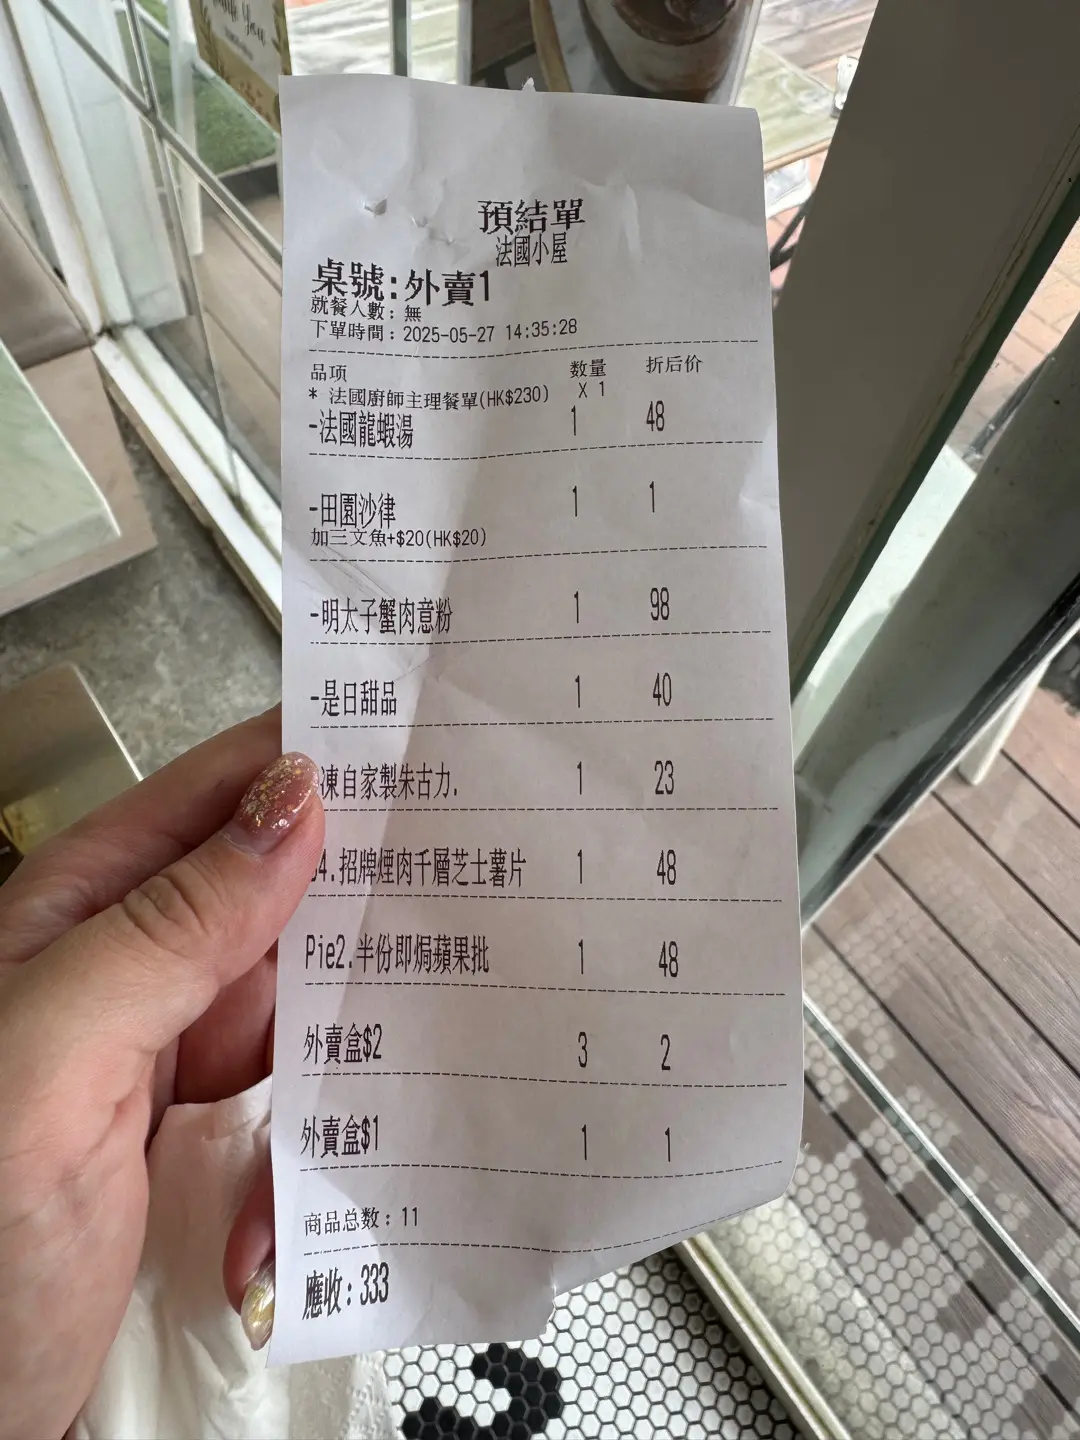 Thank You
預結單
法國小屋
桌號:外賣1
就餐人數:無
下單時間:2025-05-27 14:35:28
品项 数量 折后价
* 法國廚師主理餐單(HK$230) X 1
-法國龍蝦湯 1 48
-田園沙律 1 1
加三文魚+$20(HK$20)
-明太子蟹肉意粉 1 98
-是日甜品 1 40
凍自家製朱古力. 1 23
4.招牌煙肉千層芝士薯片 1 48
Pie2.半份即焗蘋果批 1 48
外賣盒$2 3 2
外賣盒$1 1 1
商品总数:11
應收:333